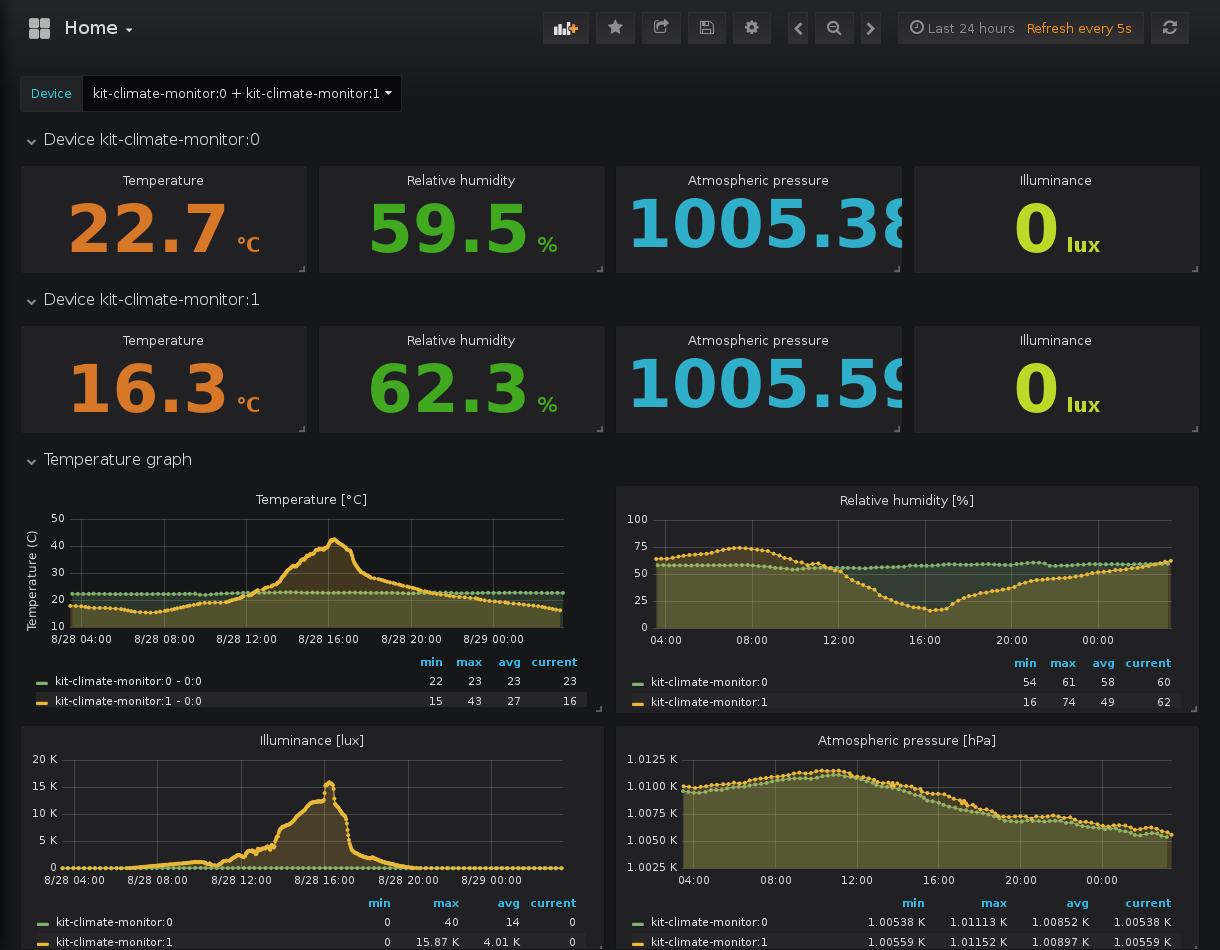 Home
Last 24 hours Refresh every 5s
Device kit-climate-monitor:0 + kit-climate-monitor:1
Device kit-climate-monitor:0
Temperature Relative humidity Atmospheric pressure Illuminance
22.7 °C 59.5 % 1005.38 0 lux
Device kit-climate-monitor:1
Temperature Relative humidity Atmospheric pressure Illuminance
16.3 °C 62.3 % 1005.59 0 lux
Temperature graph
Temperature [°C]
Temperature (C)
50
40
30
20
10
8/28 04:00 8/28 08:00 8/28 12:00 8/28 16:00 8/28 20:00 8/29 00:00
min max avg current
kit-climate-monitor:0 - 0:0 22 23 23 23
kit-climate-monitor:1 - 0:0 15 43 27 16
Relative humidity [%]
100
75
50
25
0
04:00 08:00 12:00 16:00 20:00 00:00
min max avg current
kit-climate-monitor:0 54 61 58 60
kit-climate-monitor:1 16 74 49 62
Illuminance [lux]
20 K
15 K
10 K
5 K
0
8/28 04:00 8/28 08:00 8/28 12:00 8/28 16:00 8/28 20:00 8/29 00:00
min max avg current
kit-climate-monitor:0 0 40 14 0
kit-climate-monitor:1 0 15.87 K 4.01 K 0
Atmospheric pressure [hPa]
1.0125 K
1.0100 K
1.0075 K
1.0050 K
1.0025 K
04:00 08:00 12:00 16:00 20:00 00:00
min max avg current
kit-climate-monitor:0 1.00538 K 1.01113 K 1.00852 K 1.00538 K
kit-climate-monitor:1 1.00559 K 1.01152 K 1.00897 K 1.00559 K